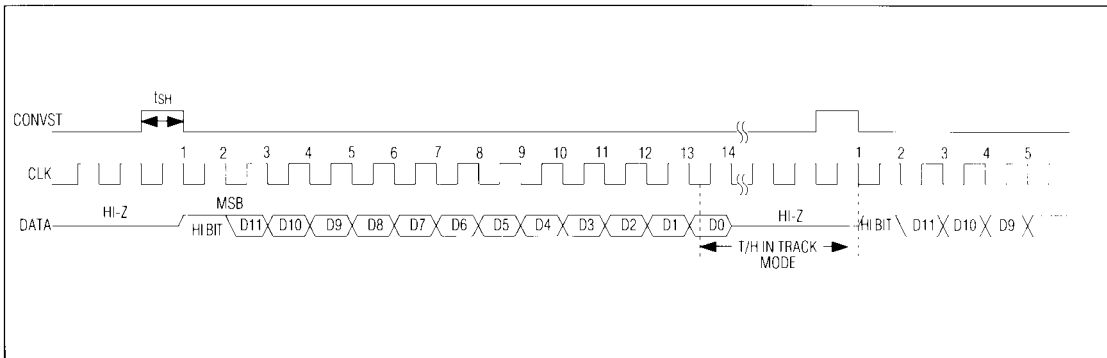 tSH
CONVST
1 2 3 4 5 6 7 8 9 10 11 12 13 14 1 2 3 4 5
CLK
HI-Z MSB HI-Z
DATA HI BIT D11 D10 D9 D8 D7 D6 D5 D4 D3 D2 D1 D0 HI BIT D11 D10 D9
T/H IN TRACK
MODE